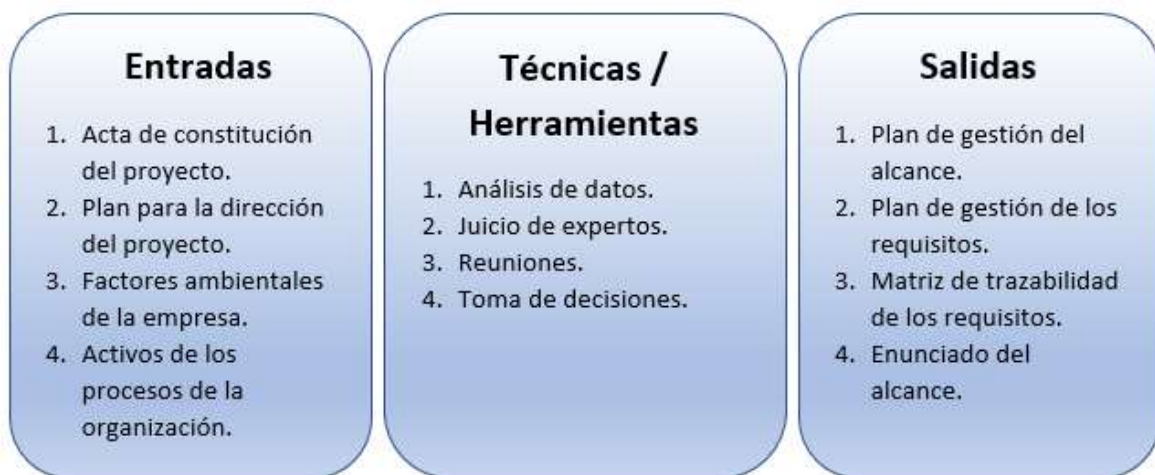 Entradas
1. Acta de constitución
del proyecto.
2. Plan para la dirección
del proyecto.
3. Factores ambientales
de la empresa.
4. Activos de los
procesos de la
organización.
Técnicas /
Herramientas
1. Análisis de datos.
2. Juicio de expertos.
3. Reuniones.
4. Toma de decisiones.
Salidas
1. Plan de gestión del
alcance.
2. Plan de gestión de los
requisitos.
3. Matriz de trazabilidad
de los requisitos.
4. Enunciado del
alcance.